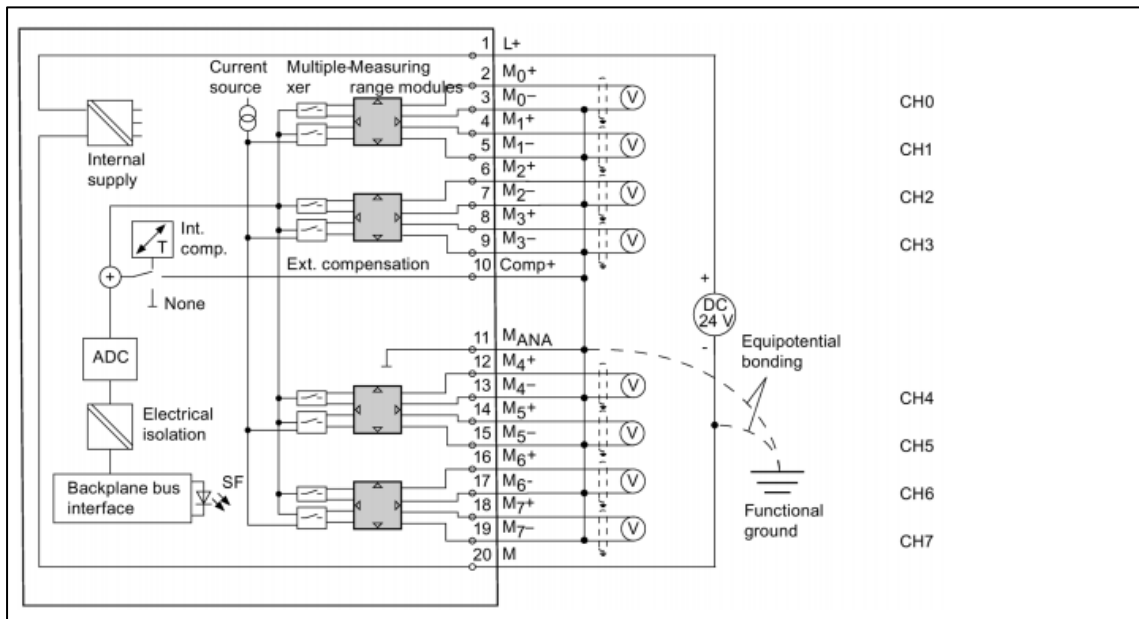 1 L+
Current source
Multiple-xer
Measuring range modules
2 M0+
3 M0−
V
CH0
4 M1+
5 M1−
V
CH1
Internal supply
6 M2+
7 M2−
V
CH2
8 M3+
9 M3−
V
CH3
T
Int. comp.
Ext. compensation
10 Comp+
+
None
+
DC 24 V
-
11 MANA
Equipotential bonding
ADC
12 M4+
13 M4−
V
CH4
14 M5+
15 M5−
V
CH5
Electrical isolation
16 M6+
17 M6-
V
CH6
Backplane bus interface
SF
18 M7+
19 M7−
V
CH7
Functional ground
20 M